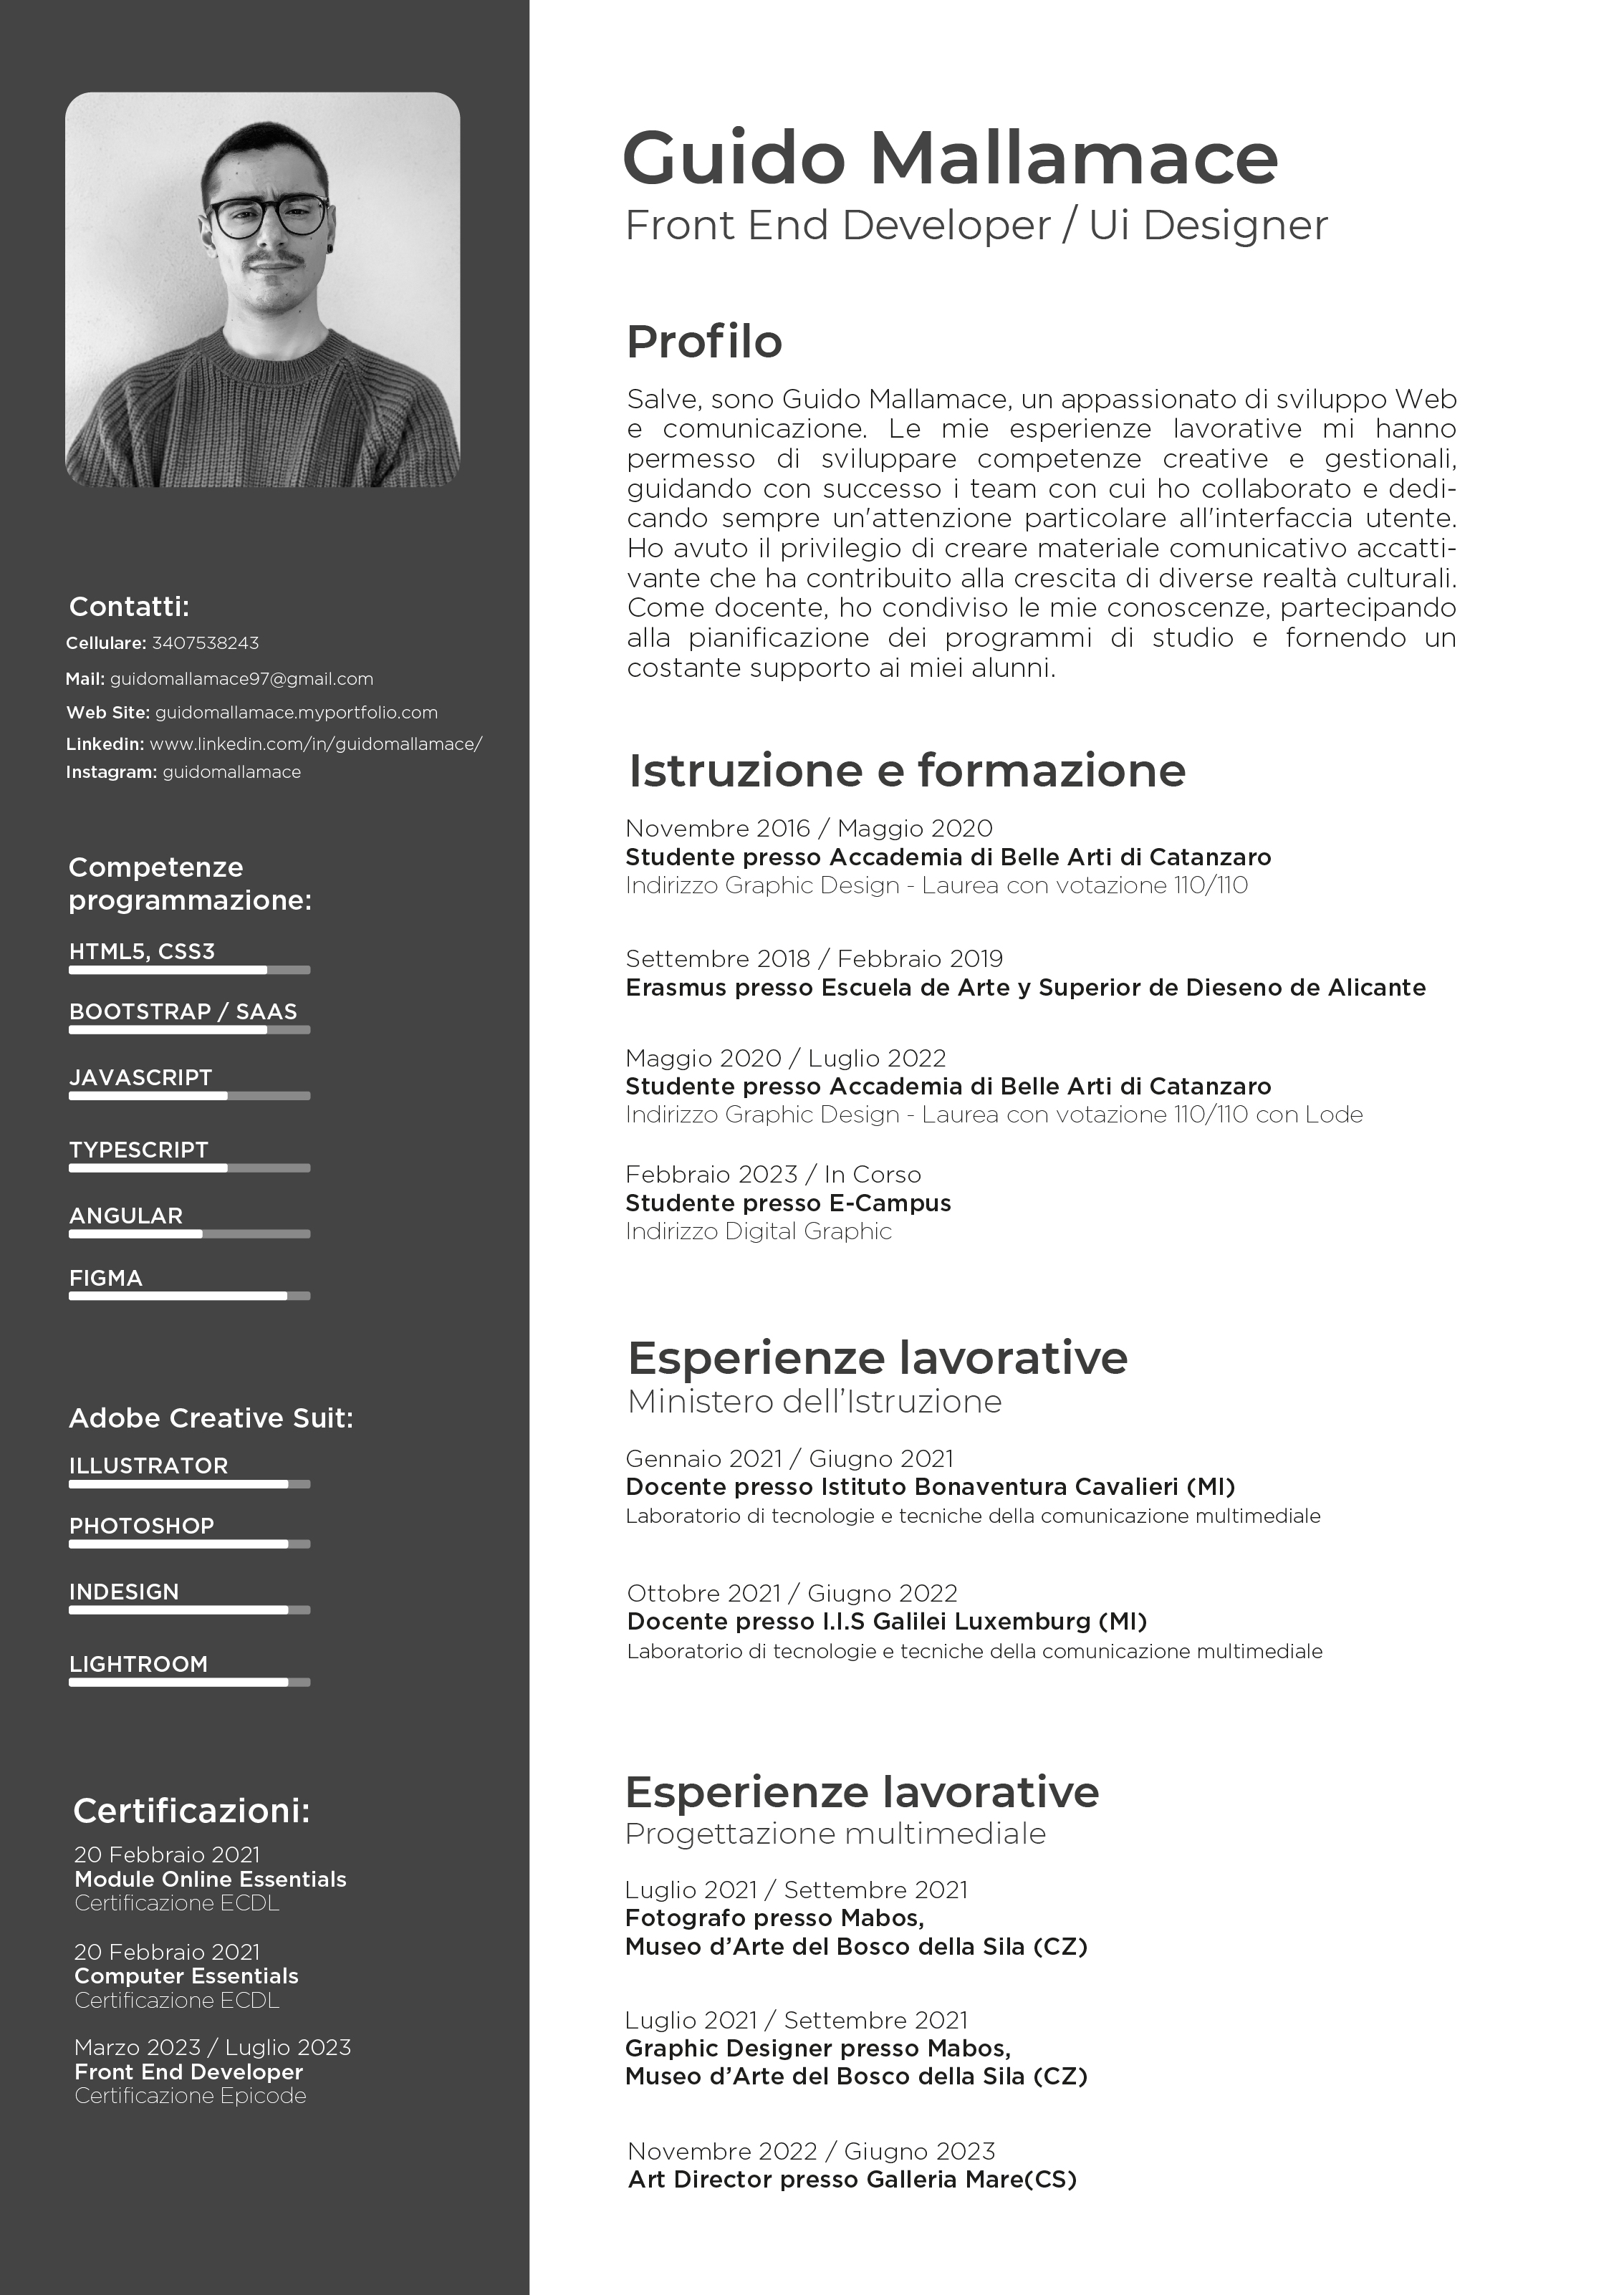 Guido Mallamace
Front End Developer / Ui Designer
Profilo
Salve, sono Guido Mallamace, un appassionato di sviluppo Web
e comunicazione. Le mie esperienze lavorative mi hanno
permesso di sviluppare competenze creative e gestionali,
guidando con successo i team con cui ho collaborato e dedi-
cando sempre un'attenzione particolare all'interfaccia utente.
Ho avuto il privilegio di creare materiale comunicativo accatti-
vante che ha contribuito alla crescita di diverse realtà culturali.
Come docente, ho condiviso le mie conoscenze, partecipando
alla pianificazione dei programmi di studio e fornendo un
costante supporto ai miei alunni.
Istruzione e formazione
Novembre 2016 / Maggio 2020
Studente presso Accademia di Belle Arti di Catanzaro
Indirizzo Graphic Design - Laurea con votazione 110/110
Settembre 2018 / Febbraio 2019
Erasmus presso Escuela de Arte y Superior de Dieseno de Alicante
Maggio 2020 / Luglio 2022
Studente presso Accademia di Belle Arti di Catanzaro
Indirizzo Graphic Design - Laurea con votazione 110/110 con Lode
Febbraio 2023 / In Corso
Studente presso E-Campus
Indirizzo Digital Graphic
Esperienze lavorative
Ministero dell’Istruzione
Gennaio 2021 / Giugno 2021
Docente presso Istituto Bonaventura Cavalieri (MI)
Laboratorio di tecnologie e tecniche della comunicazione multimediale
Ottobre 2021 / Giugno 2022
Docente presso I.I.S Galilei Luxemburg (MI)
Laboratorio di tecnologie e tecniche della comunicazione multimediale
Esperienze lavorative
Progettazione multimediale
Luglio 2021 / Settembre 2021
Fotografo presso Mabos,
Museo d’Arte del Bosco della Sila (CZ)
Luglio 2021 / Settembre 2021
Graphic Designer presso Mabos,
Museo d’Arte del Bosco della Sila (CZ)
Novembre 2022 / Giugno 2023
Art Director presso Galleria Mare(CS)
Contatti:
Cellulare: 3407538243
Mail: guidomallamace97@gmail.com
Web Site: guidomallamace.myportfolio.com
Linkedin: www.linkedin.com/in/guidomallamace/
Instagram: guidomallamace
Competenze
programmazione:
HTML5, CSS3
BOOTSTRAP / SAAS
JAVASCRIPT
TYPESCRIPT
ANGULAR
FIGMA
Adobe Creative Suit:
ILLUSTRATOR
PHOTOSHOP
INDESIGN
LIGHTROOM
Certificazioni:
20 Febbraio 2021
Module Online Essentials
Certificazione ECDL
20 Febbraio 2021
Computer Essentials
Certificazione ECDL
Marzo 2023 / Luglio 2023
Front End Developer
Certificazione Epicode